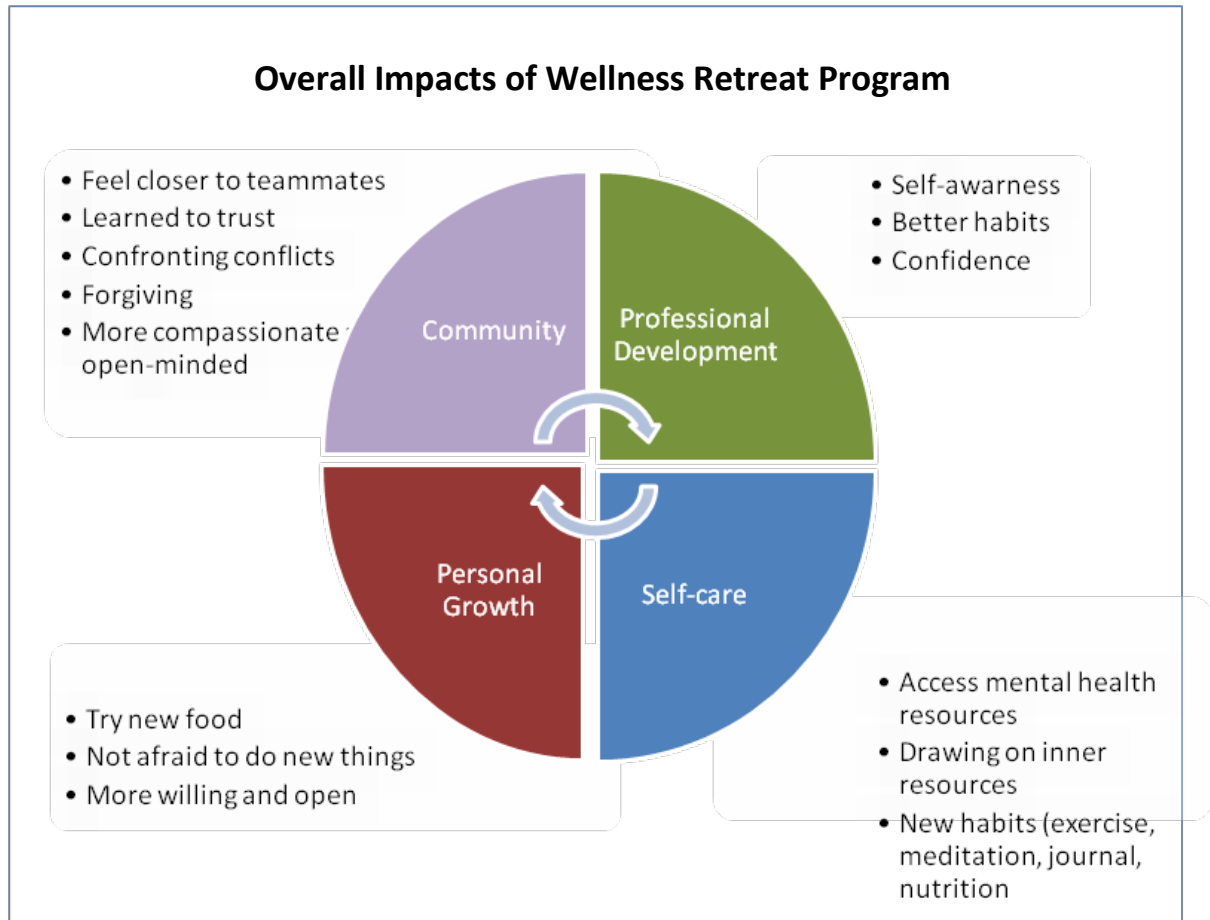 Overall Impacts of Wellness Retreat Program
• Feel closer to teammates
• Learned to trust
• Confronting conflicts
• Forgiving
• More compassionate
open-minded
• Self-awarness
• Better habits
• Confidence
Community
Professional
Development
Personal
Growth
Self-care
• Try new food
• Not afraid to do new things
• More willing and open
• Access mental health
resources
• Drawing on inner
resources
• New habits (exercise,
meditation, journal,
nutrition